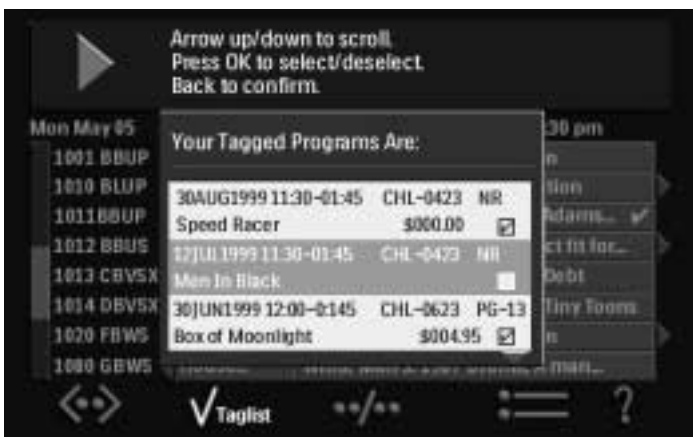 Arrow up/down to scroll.
Press OK to select/deselect.
Back to confirm.
Mon May 05
:30 pm
Your Tagged Programs Are:
1001 BBUP
1010 BLUP
1011BBUP
Adams...
1012 BBUS
ct fit for...
1013 CBVSX
Debt
1014 DBVSX
Tiny Toons
1020 FBWS
1080 GBWS
30AUG1999 11:30-01:45 CHL-0423 NR
Speed Racer $000.00
12JUL1999 11:30-01:45 CHL-0423 NR
Men In Black
30JUN1999 12:00-0:145 CHL-0623 PG-13
Box of Moonlight $004.95
Taglist
?